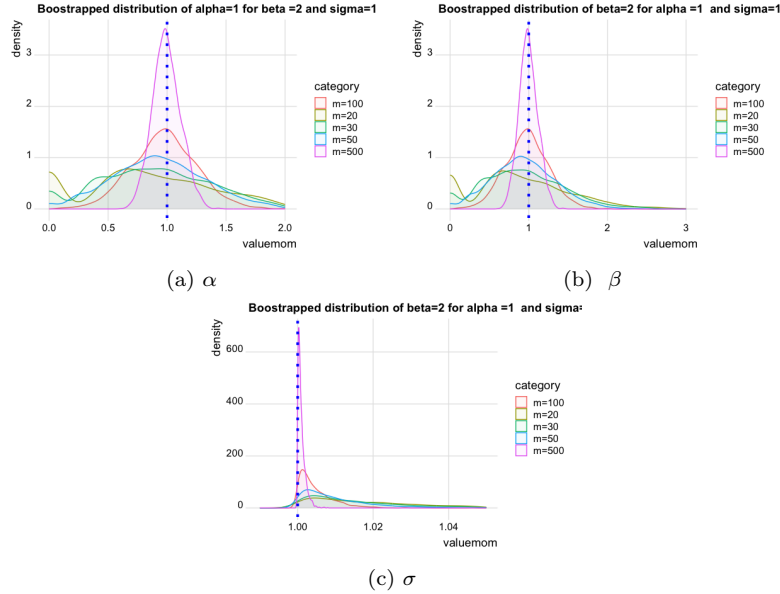 Boostrapped distribution of alpha=1 for beta =2 and sigma=1
density
3
2
1
0
0.0 0.5 1.0 1.5 2.0
valuemom
category
m=100
m=20
m=30
m=50
m=500
(a) α
Boostrapped distribution of beta=2 for alpha =1 and sigma=1
density
3
2
1
0
0 1 2 3
valuemom
category
m=100
m=20
m=30
m=50
m=500
(b) β
Boostrapped distribution of beta=2 for alpha =1 and sigma=
density
600
400
200
0
1.00 1.02 1.04
valuemom
category
m=100
m=20
m=30
m=50
m=500
(c) σ